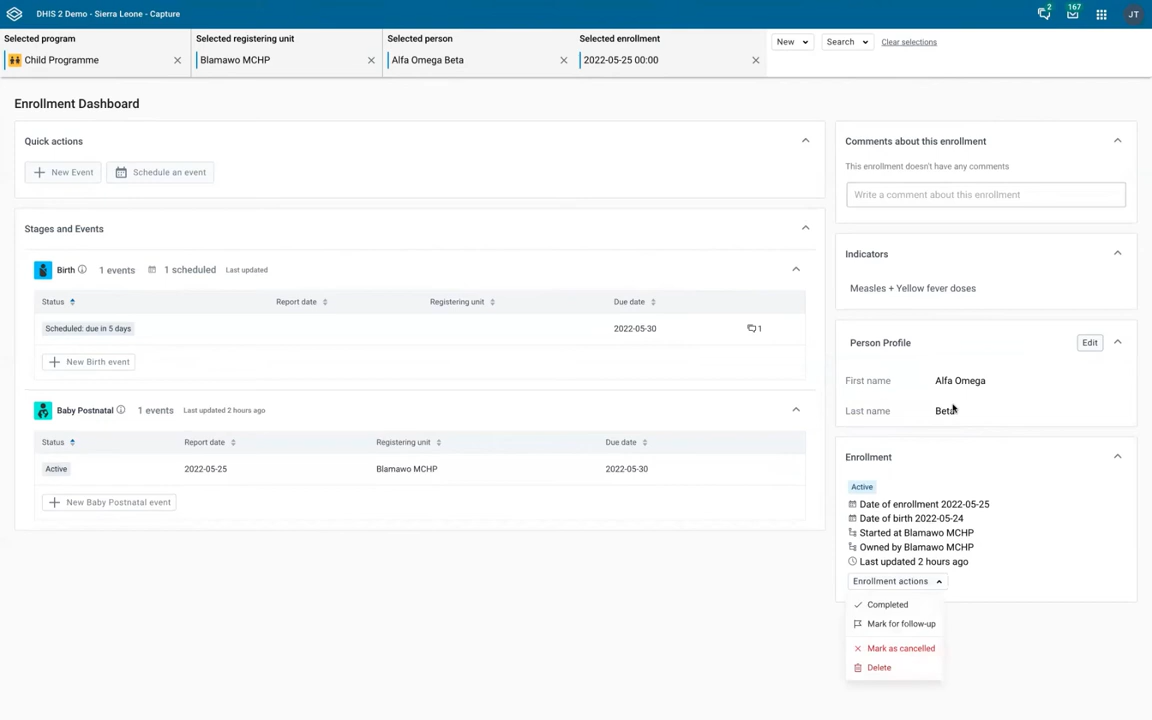 DHIS 2 Demo - Sierra Leone - Capture
2
167
JT
Selected program
Child Programme
Selected registering unit
Blamawo MCHP
Selected person
Alfa Omega Beta
Selected enrollment
2022-05-25 00:00
New
Search
Clear selections
Enrollment Dashboard
Quick actions
New Event
Schedule an event
Stages and Events
Birth 1 events 1 scheduled Last updated
Status Report date Registering unit Due date
Scheduled: due in 5 days 2022-05-30 1
New Birth event
Baby Postnatal 1 events Last updated 2 hours ago
Status Report date Registering unit Due date
Active 2022-05-25 Blamawo MCHP 2022-05-30
New Baby Postnatal event
Comments about this enrollment
This enrollment doesn't have any comments
Write a comment about this enrollment
Indicators
Measles + Yellow fever doses
Person Profile
Edit
First name Alfa Omega
Last name Beta
Enrollment
Active
Date of enrollment 2022-05-25
Date of birth 2022-05-24
Started at Blamawo MCHP
Owned by Blamawo MCHP
Last updated 2 hours ago
Enrollment actions
Completed
Mark for follow-up
Mark as cancelled
Delete